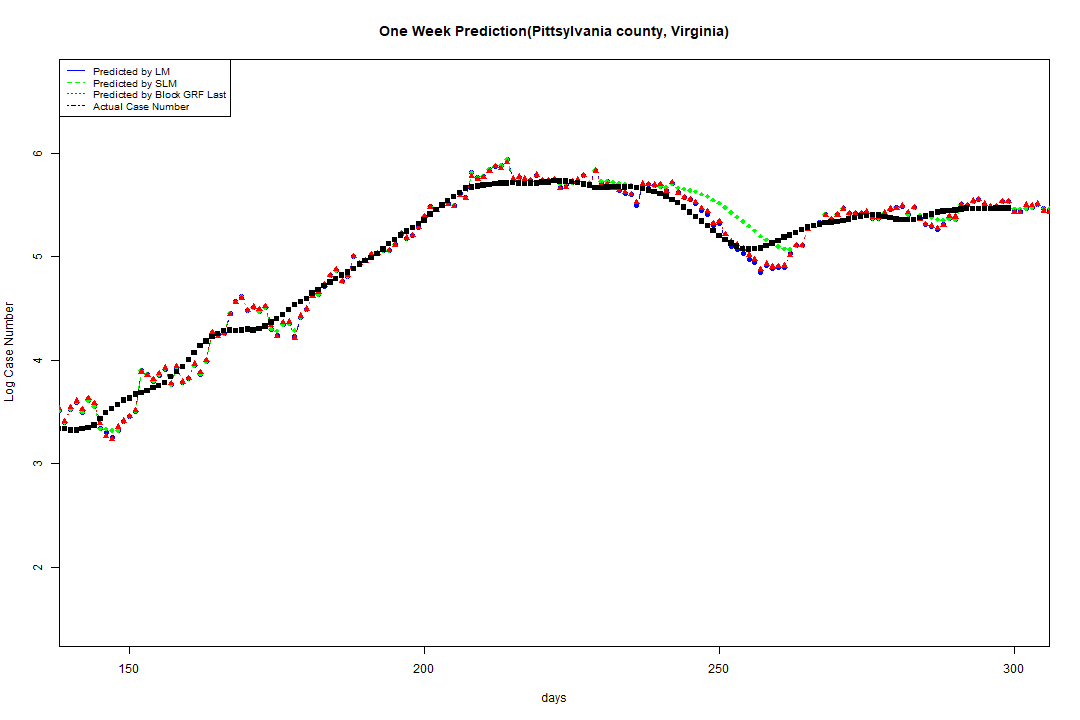 One Week Prediction(Pittsylvania county, Virginia)
Predicted by LM
Predicted by SLM
Predicted by Block GRF Last
Actual Case Number
6
5
4
3
2
Log Case Number
150 200 250 300
days